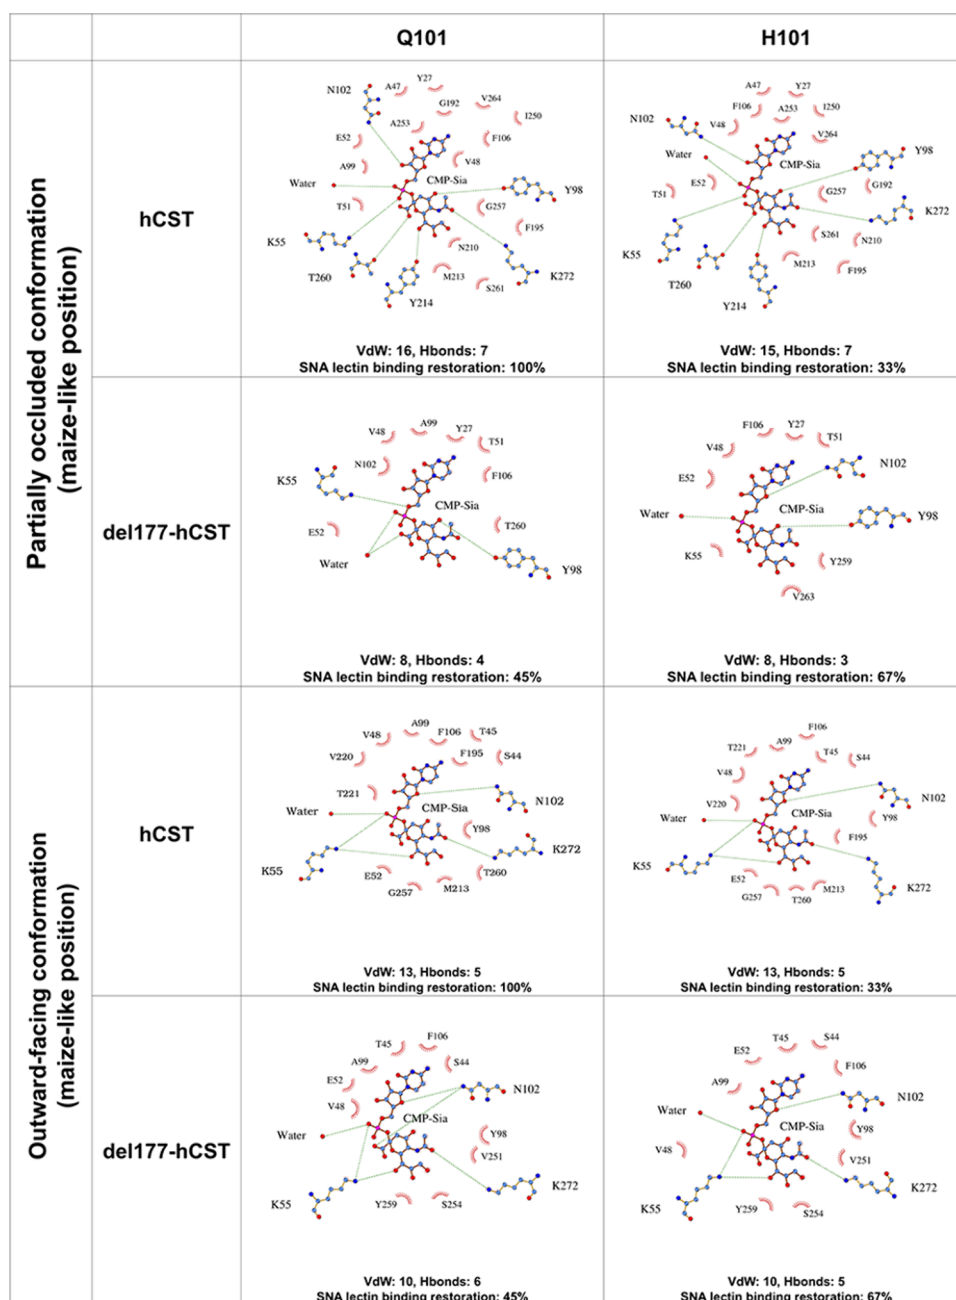 Q101
H101
Partially occluded conformation
(maize-like position)
hCST
N102
A47
Y27
G192
V264
I250
E52
A253
F106
A99
V48
Water
CMP-Sia
Y98
T51
G257
F195
K55
N210
T260
M213
K272
Y214
S261
VdW: 16, Hbonds: 7
SNA lectin binding restoration: 100%
A47
Y27
F106
I250
N102
V48
A253
V264
Water
Y98
CMP-Sia
E52
T51
G257
G192
K272
S261
N210
K55
M213
F195
T260
Y214
VdW: 15, Hbonds: 7
SNA lectin binding restoration: 33%
del177-hCST
V48
A99
Y27
T51
N102
K55
F106
CMP-Sia
E52
T260
Water
Y98
VdW: 8, Hbonds: 4
SNA lectin binding restoration: 45%
F106
Y27
T51
V48
N102
E52
Water
CMP-Sia
Y98
K55
Y259
V263
VdW: 8, Hbonds: 3
SNA lectin binding restoration: 67%
Outward-facing conformation
(maize-like position)
hCST
A99
V48
F106
T45
V220
F195
S44
T221
N102
Water
CMP-Sia
Y98
K55
K272
E52
T260
G257
M213
VdW: 13, Hbonds: 5
SNA lectin binding restoration: 100%
F106
T221
A99
T45
S44
V48
N102
V220
Water
CMP-Sia
Y98
F195
K55
E52
M213
K272
G257
T260
VdW: 13, Hbonds: 5
SNA lectin binding restoration: 33%
del177-hCST
T45
F106
A99
S44
E52
N102
V48
CMP-Sia
Water
Y98
V251
K272
K55
Y259
S254
VdW: 10, Hbonds: 6
SNA lectin binding restoration: 45%
E52
T45
S44
F106
A99
N102
Water
CMP-Sia
Y98
V48
V251
K272
K55
Y259
S254
VdW: 10, Hbonds: 5
SNA lectin binding restoration: 67%